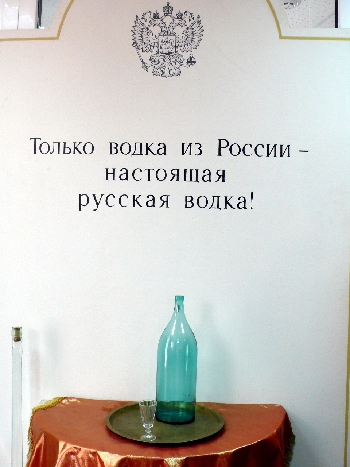 Только водка из России –
настоящая
русская водка!